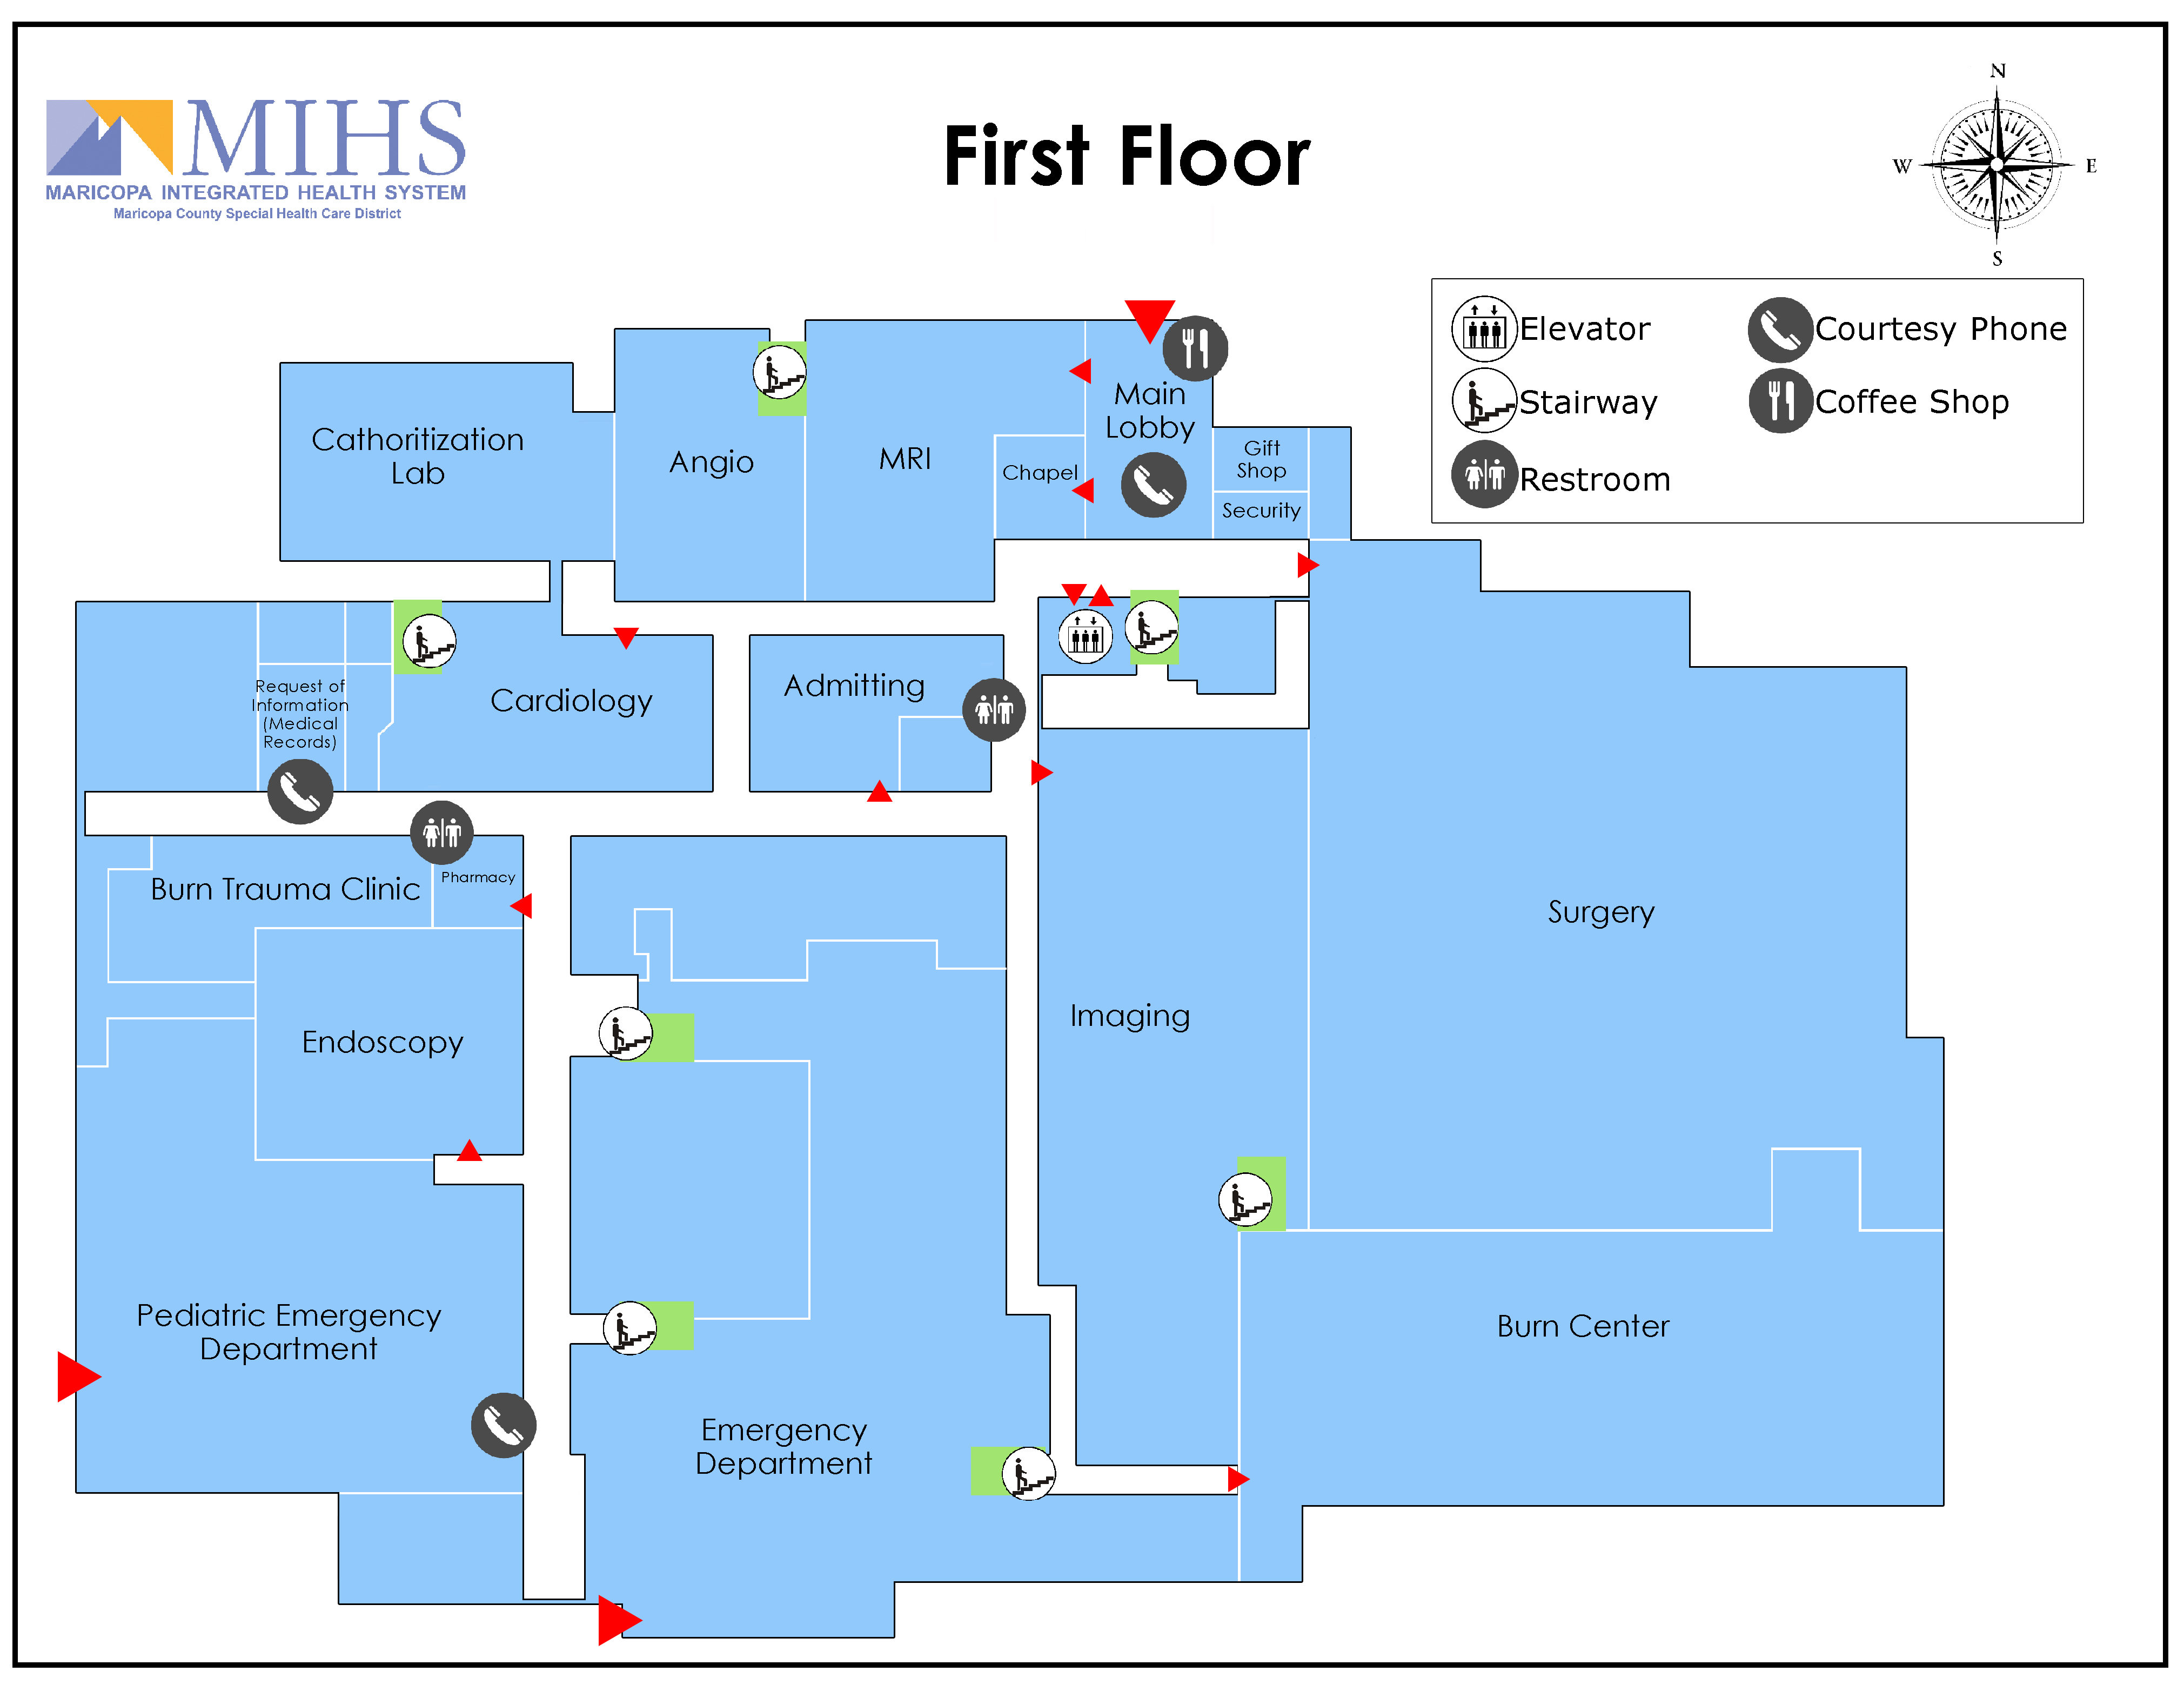 MIHS
MARICOPA INTEGRATED HEALTH SYSTEM
Maricopa County Special Health Care District
First Floor
N
W
E
S
Elevator
Courtesy Phone
Stairway
Coffee Shop
Restroom
Main
Lobby
Cathoritization
Lab
Angio
MRI
Chapel
Gift
Shop
Security
Request of
Information
(Medical
Records)
Cardiology
Admitting
Burn Trauma Clinic
Pharmacy
Surgery
Endoscopy
Imaging
Pediatric Emergency
Department
Burn Center
Emergency
Department